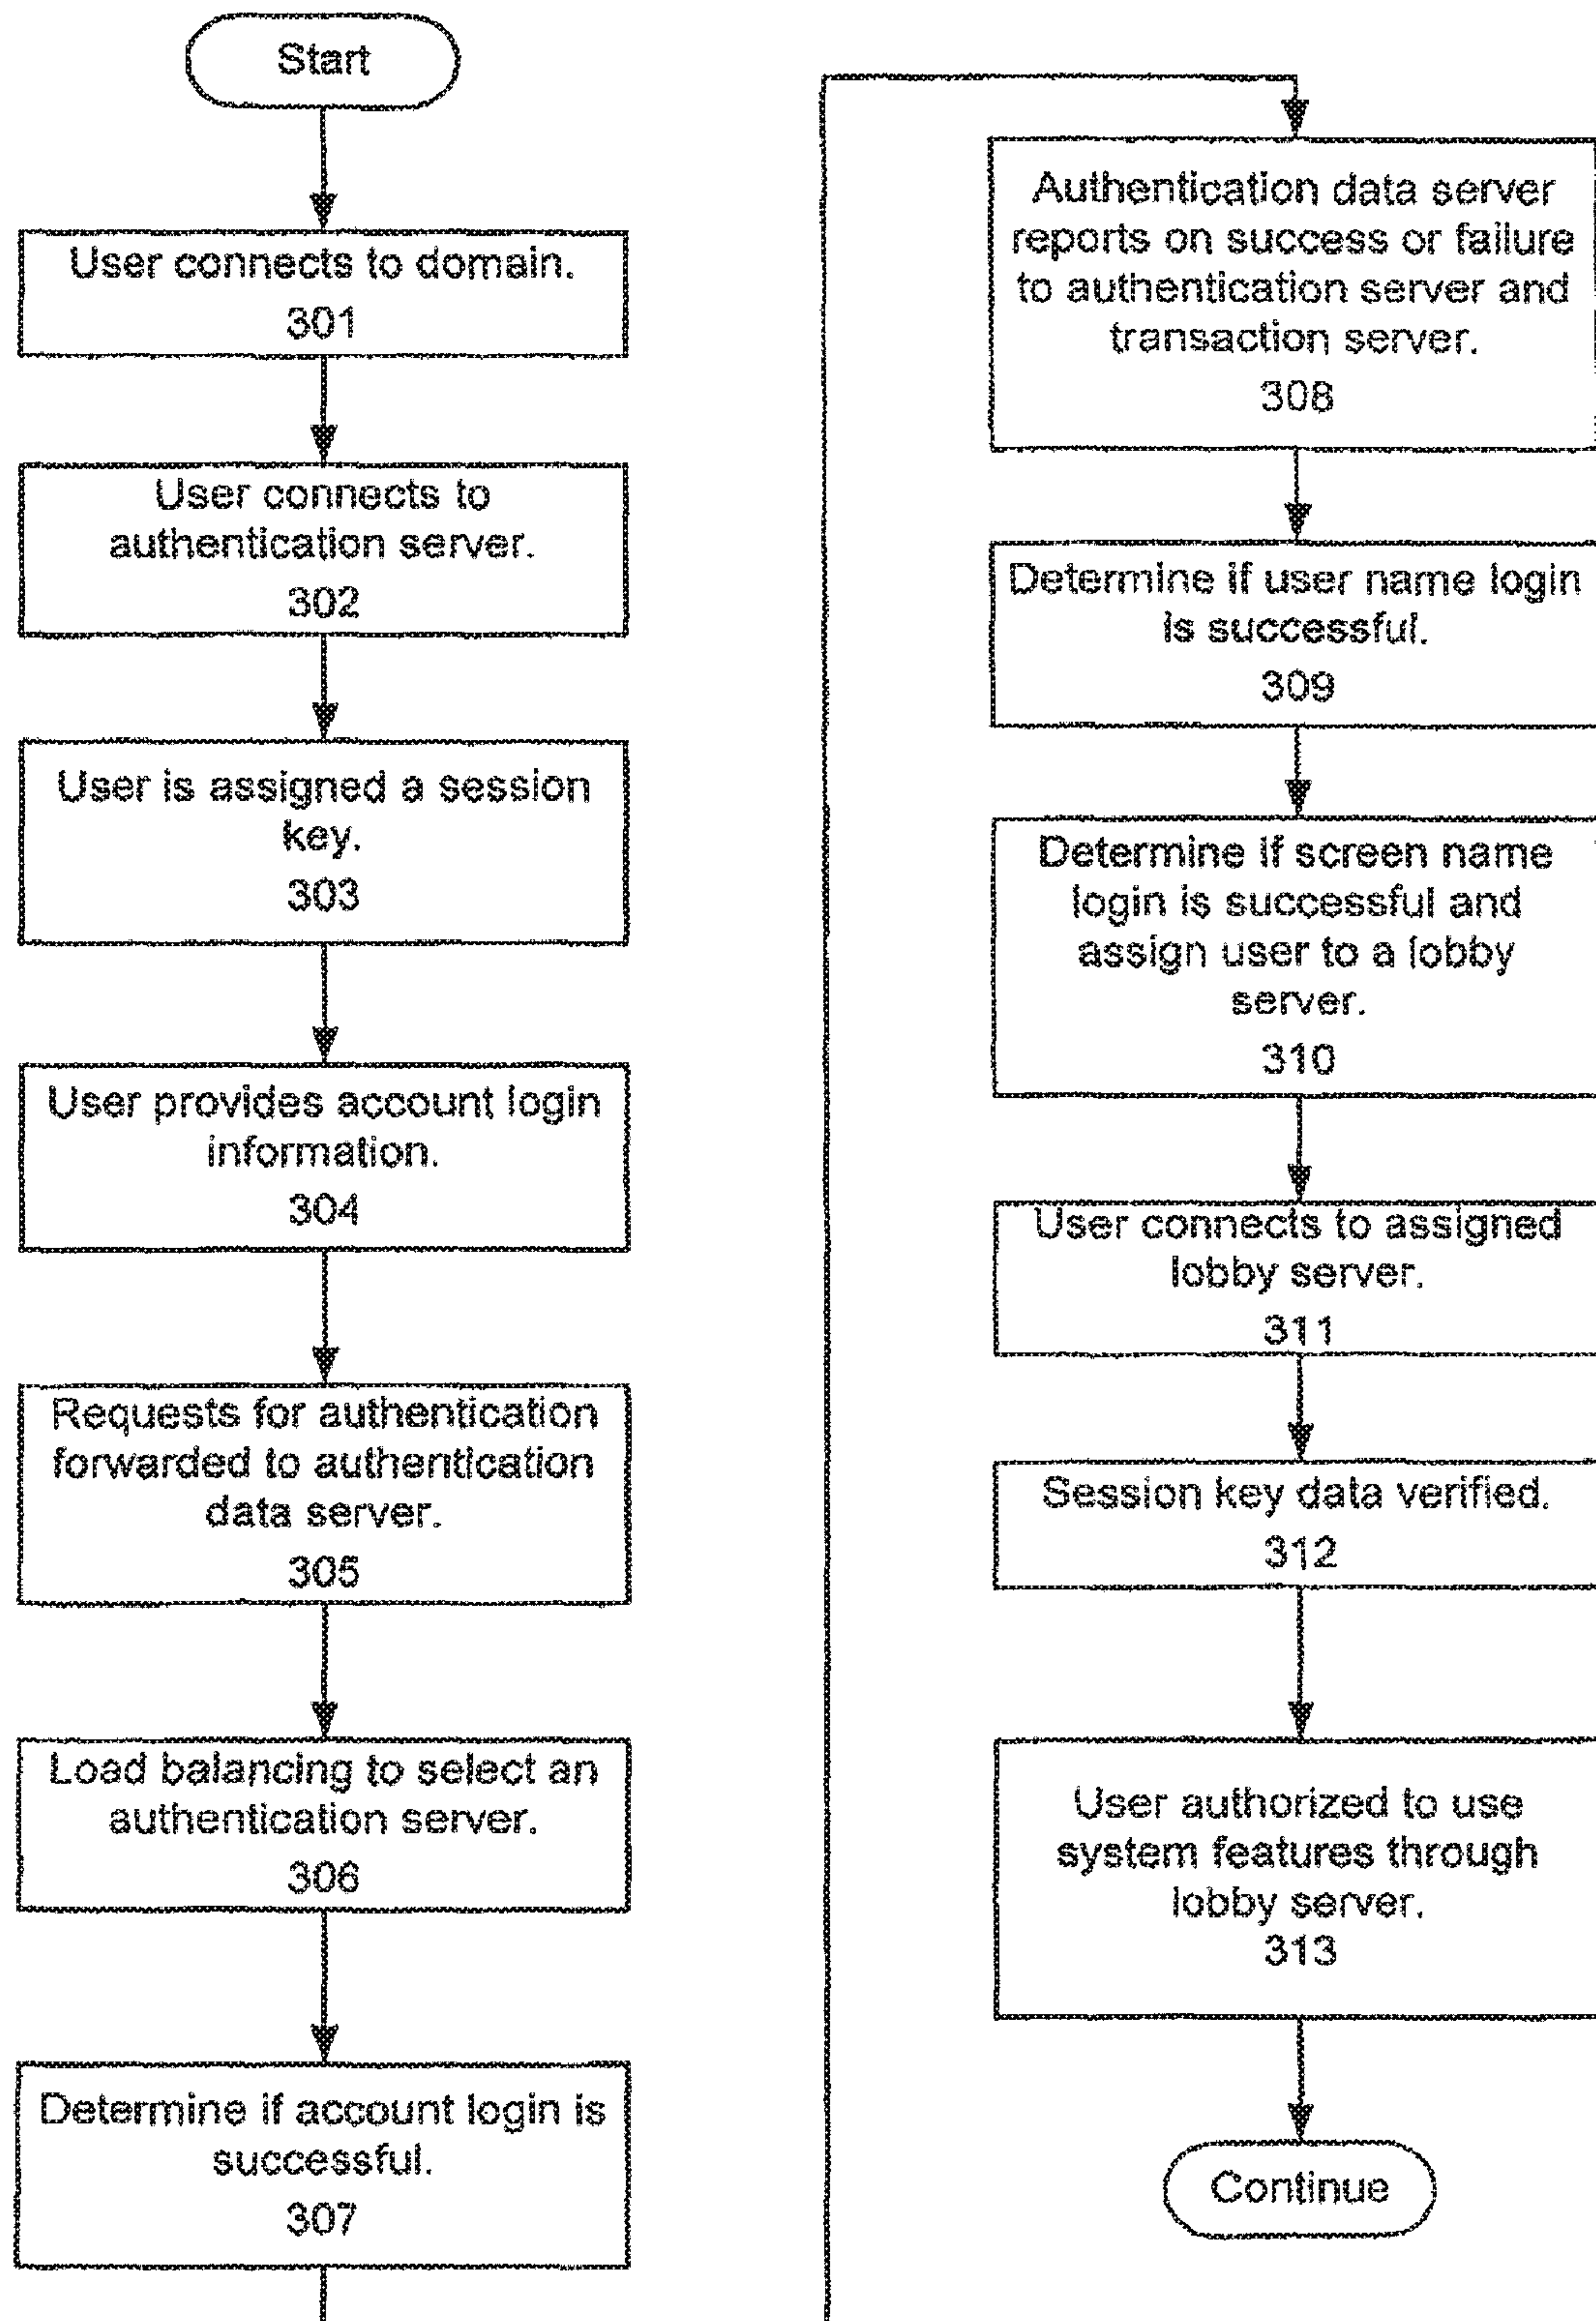 Start
User connects to domain.
301
User connects to
authentication server.
302
User is assigned a session
key.
303
User provides account login
information.
304
Requests for authentication
forwarded to authentication
data server.
305
Load balancing to select an
authentication server.
306
Determine if account login is
successful.
307
Authentication data server
reports on success or failure
to authentication server and
transaction server.
308
Determine if user name login
is successful.
309
Determine if screen name
login is successful and
assign user to a lobby
server.
310
User connects to assigned
lobby server.
311
Session key data verified.
312
User authorized to use
system features through
lobby server.
313
Continue